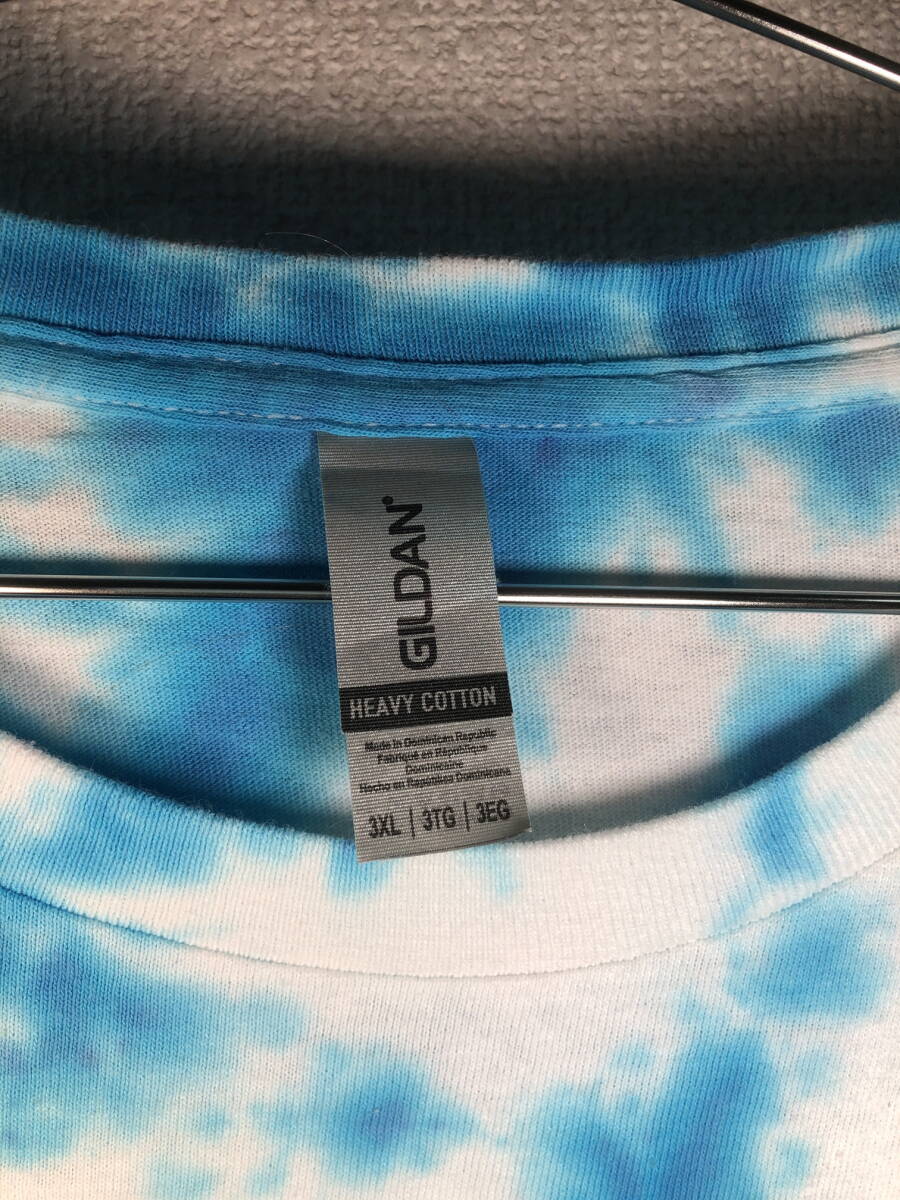 GILDAN®
HEAVY COTTON
Made in Dominican Republic
Fabriqué en République
Dominicaine
Hecho en República Dominicana
3XL | 3TG | 3EG